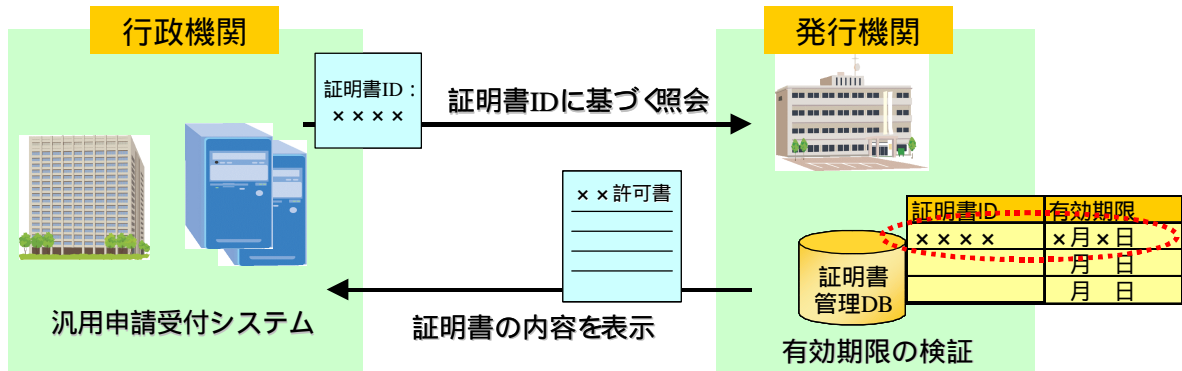 行政機関
発行機関
証明書ID:
××××
証明書IDに基づく照会
××許可書
証明書ID 有効期限
×××× ×月×日
月 日
月 日
証明書
管理DB
汎用申請受付システム
証明書の内容を表示
有効期限の検証